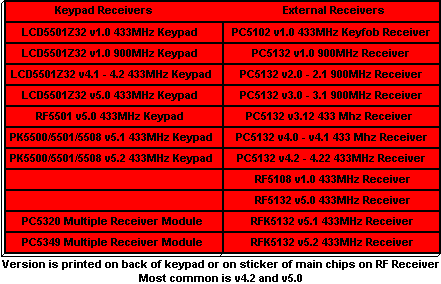 Keypad Receivers External Receivers
LCD5501Z32 v1.0 433MHz Keypad PC5102 v1.0 433MHz Keyfob Receiver
LCD5501Z32 v1.0 900MHz Keypad PC5132 v1.0 900MHz Receiver
LCD5501Z32 v4.1 - 4.2 433MHz Keypad PC5132 v2.0 - 2.1 900MHz Receiver
LCD5501Z32 v5.0 433MHz Keypad PC5132 v3.0 - 3.1 900MHz Receiver
RF5501 v5.0 433MHz Keypad PC5132 v3.12 433 Mhz Receiver
PK5500/5501/5508 v5.1 433MHz Keypad PC5132 v4.0 - v4.1 433 Mhz Receiver
PK5500/5501/5508 v5.2 433MHz Keypad PC5132 v4.2 - 4.22 433MHz Receiver
RF5108 v1.0 433MHz Receiver
RF5132 v5.0 433MHz Receiver
PC5320 Multiple Receiver Module RFK5132 v5.1 433MHz Receiver
PC5349 Multiple Receiver Module RFK5132 v5.2 433MHz Receiver
Version is printed on back of keypad or on sticker of main chips on RF Receiver
Most common is v4.2 and v5.0